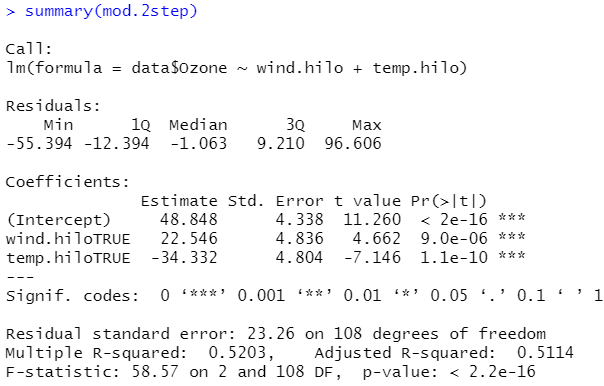 > summary(mod.2step)
Call:
lm(formula = data$Ozone ~ wind.hilo + temp.hilo)
Residuals:
    Min      1Q  Median      3Q     Max
-55.394 -12.394  -1.063   9.210  96.606
Coefficients:
              Estimate Std. Error t value Pr(>|t|)
(Intercept)     48.848      4.338  11.260  < 2e-16 ***
wind.hiloTRUE   22.546      4.836   4.662  9.0e-06 ***
temp.hiloTRUE  -34.332      4.804  -7.146  1.1e-10 ***
---
Signif. codes:  0 ‘***’ 0.001 ‘**’ 0.01 ‘*’ 0.05 ‘.’ 0.1 ‘ ’ 1
Residual standard error: 23.26 on 108 degrees of freedom
Multiple R-squared:  0.5203,    Adjusted R-squared:  0.5114
F-statistic: 58.57 on 2 and 108 DF,  p-value: < 2.2e-16